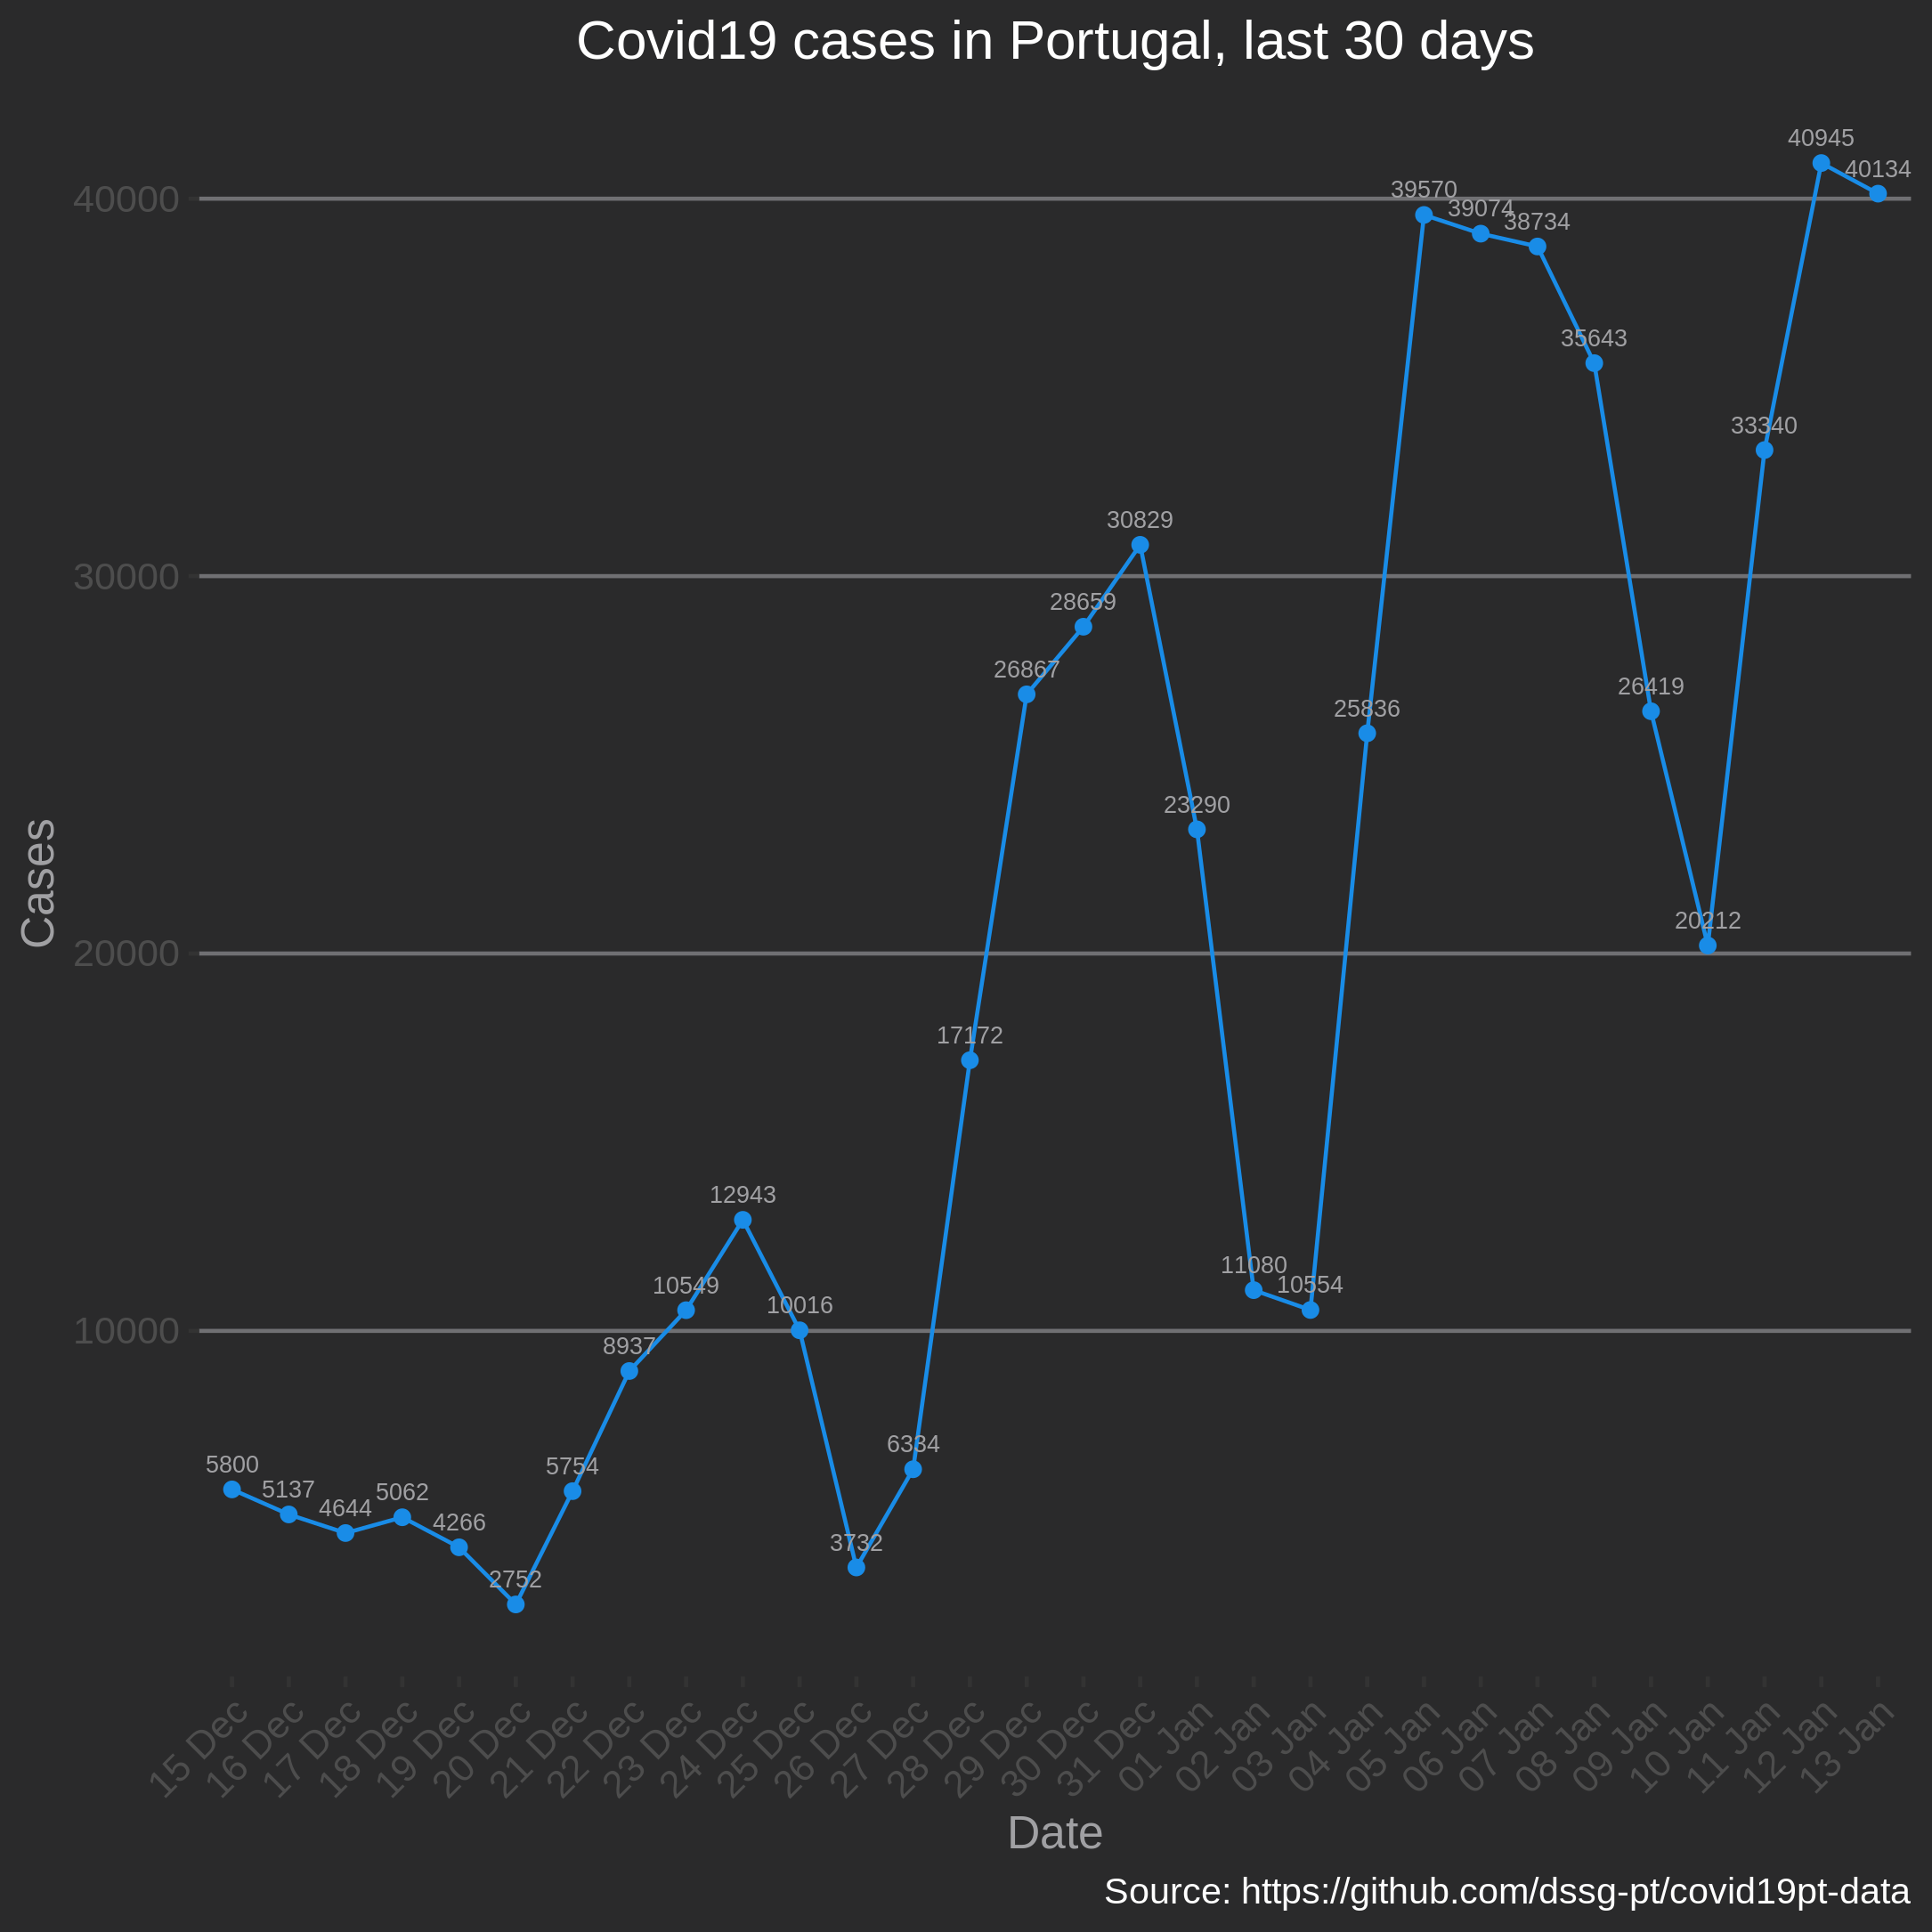 Covid19 cases in Portugal, last 30 days
40945
40134
40000
39570
39074
38734
35643
33340
30829
30000
28659
26867
26419
25836
23290
Cases
20212
20000
17172
12943
11080
10554
10549
10016
10000
8937
6334
5800
5754
5137
5062
4644
4266
3732
2752
15 Dec
16 Dec
17 Dec
18 Dec
19 Dec
20 Dec
21 Dec
22 Dec
23 Dec
24 Dec
25 Dec
26 Dec
27 Dec
28 Dec
29 Dec
30 Dec
31 Dec
01 Jan
02 Jan
03 Jan
04 Jan
05 Jan
06 Jan
07 Jan
08 Jan
09 Jan
10 Jan
11 Jan
12 Jan
13 Jan
Date
Source: https://github.com/dssg-pt/covid19pt-data